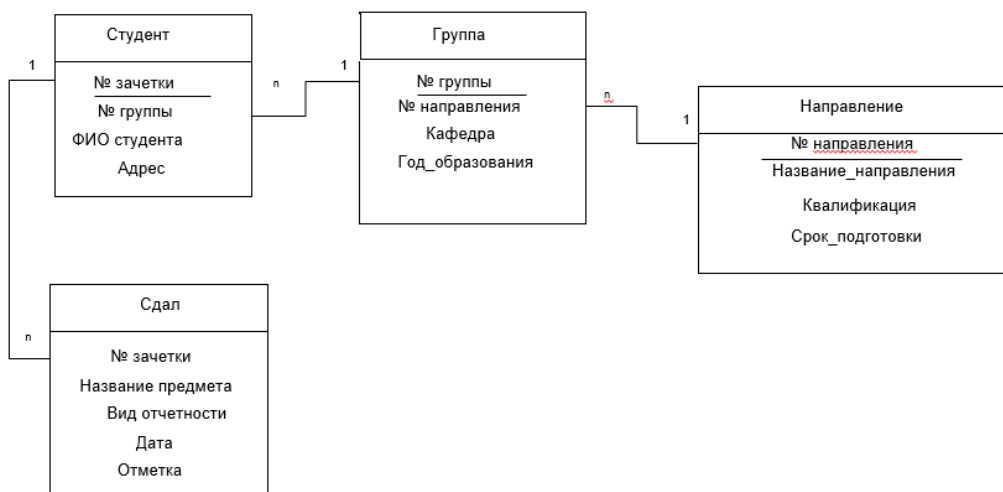 Студент
1
№ зачетки
№ группы
ФИО студента
Адрес
n
1
Группа
№ группы
№ направления
Кафедра
Год_образования
n
1
Направление
№ направления
Название_направления
Квалификация
Срок_подготовки
Сдал
n
№ зачетки
Название предмета
Вид отчетности
Дата
Отметка